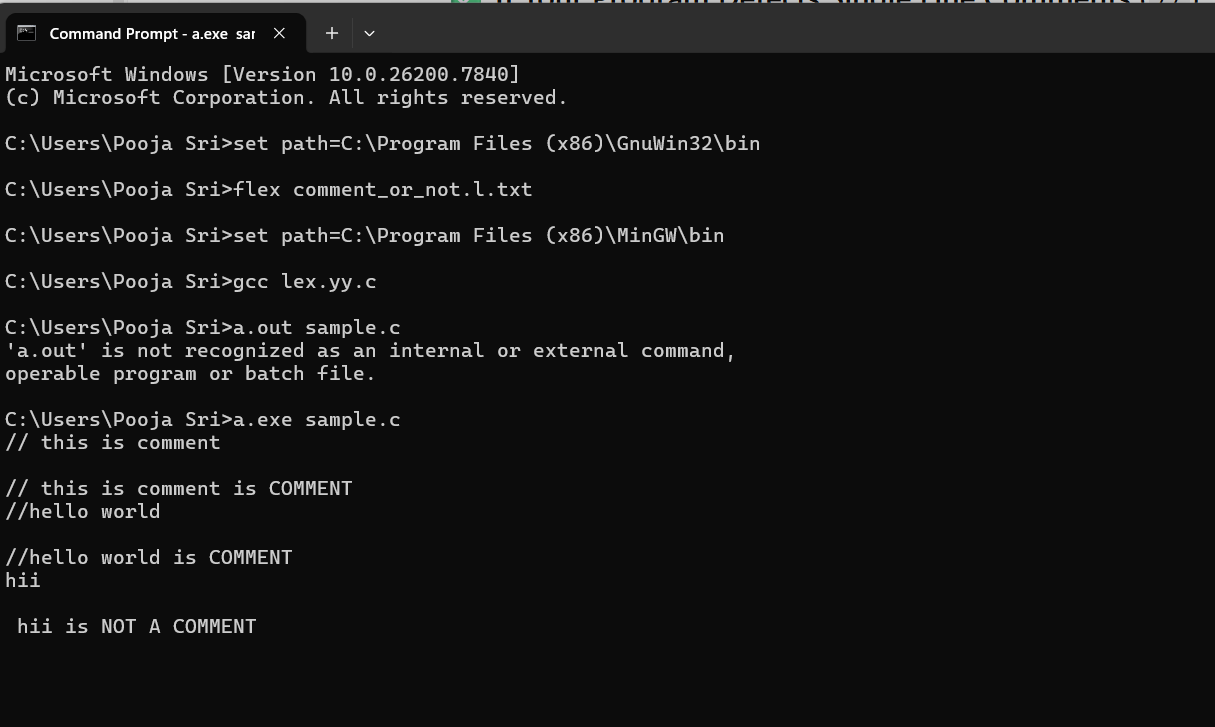 Command Prompt - a.exe sar
Microsoft Windows [Version 10.0.26200.7840]
(c) Microsoft Corporation. All rights reserved.
C:\Users\Pooja Sri>set path=C:\Program Files (x86)\GnuWin32\bin
C:\Users\Pooja Sri>flex comment_or_not.l.txt
C:\Users\Pooja Sri>set path=C:\Program Files (x86)\MinGW\bin
C:\Users\Pooja Sri>gcc lex.yy.c
C:\Users\Pooja Sri>a.out sample.c
'a.out' is not recognized as an internal or external command,
operable program or batch file.
C:\Users\Pooja Sri>a.exe sample.c
// this is comment
// this is comment is COMMENT
//hello world
//hello world is COMMENT
hii
hii is NOT A COMMENT